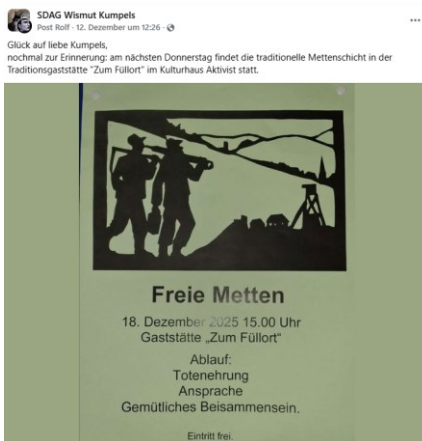 SDAG Wismut Kumpels
Post Rolf · 12. Dezember um 12:26 ·
Glück auf liebe Kumpels,
nochmal zur Erinnerung: am nächsten Donnerstag findet die traditionelle Mettenschicht in der
Traditionsgaststätte "Zum Füllort" im Kulturhaus Aktivist statt.
Freie Metten
18. Dezember 2025 15.00 Uhr
Gaststätte „Zum Füllort“
Ablauf:
Totenehrung
Ansprache
Gemütliches Beisammensein.
Eintritt frei.